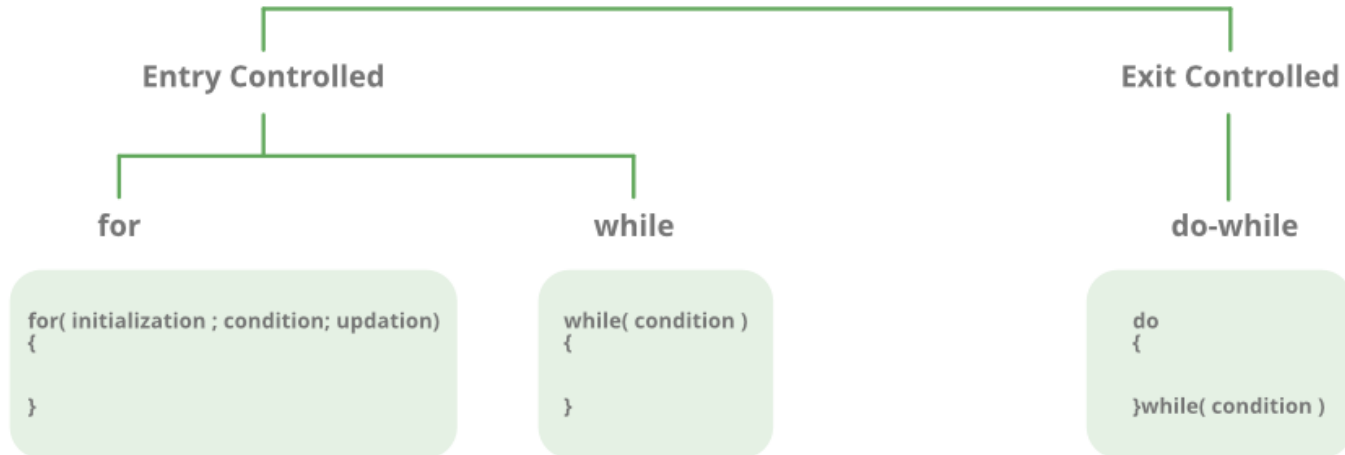 Entry Controlled
Exit Controlled
for
while
do-while
for( initialization ; condition; updation)
{
}
while( condition )
{
}
do
{
}while( condition )